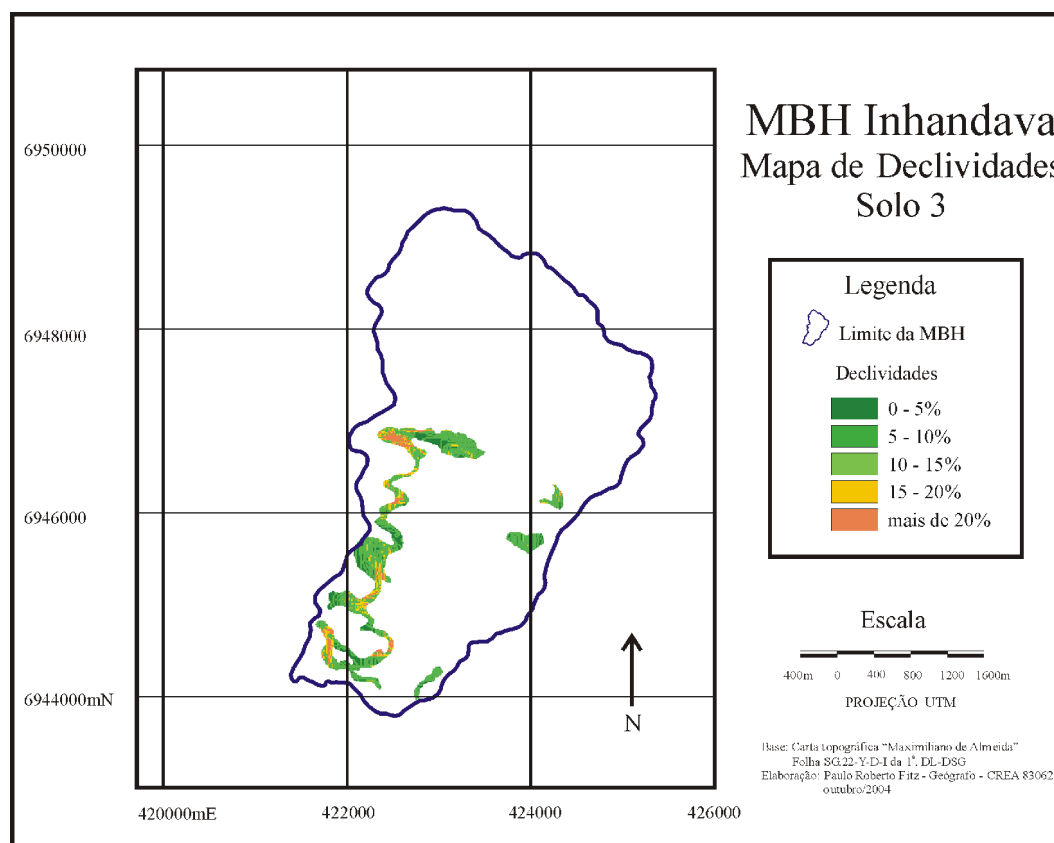 MBH Inhandava
Mapa de Declividades
Solo 3
6950000
6948000
6946000
6944000mN
420000mE
422000
424000
426000
N
Legenda
Limite da MBH
Declividades
0 - 5%
5 - 10%
10 - 15%
15 - 20%
mais de 20%
Escala
400m 0 400 800 1200 1600m
PROJEÇÃO UTM
Base: Carta topográfica "Maximiliano de Almeida"
Folha SG.22-Y-D-I da 1ª. DL-DSG
Elaboração: Paulo Roberto Fitz - Geógrafo - CREA 83062
outubro/2004